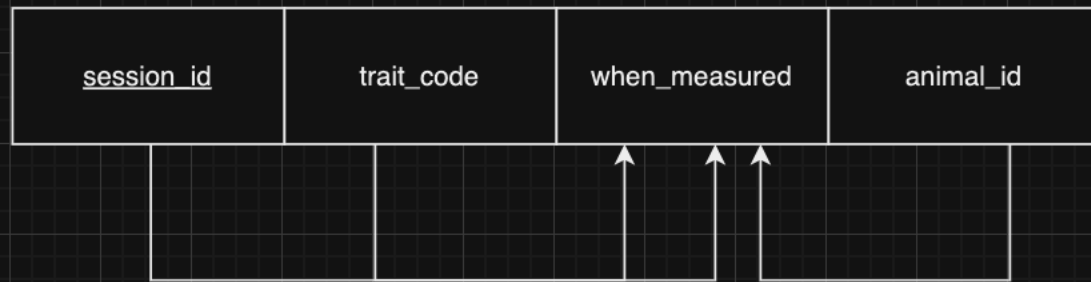 session_id trait_code when_measured animal_id